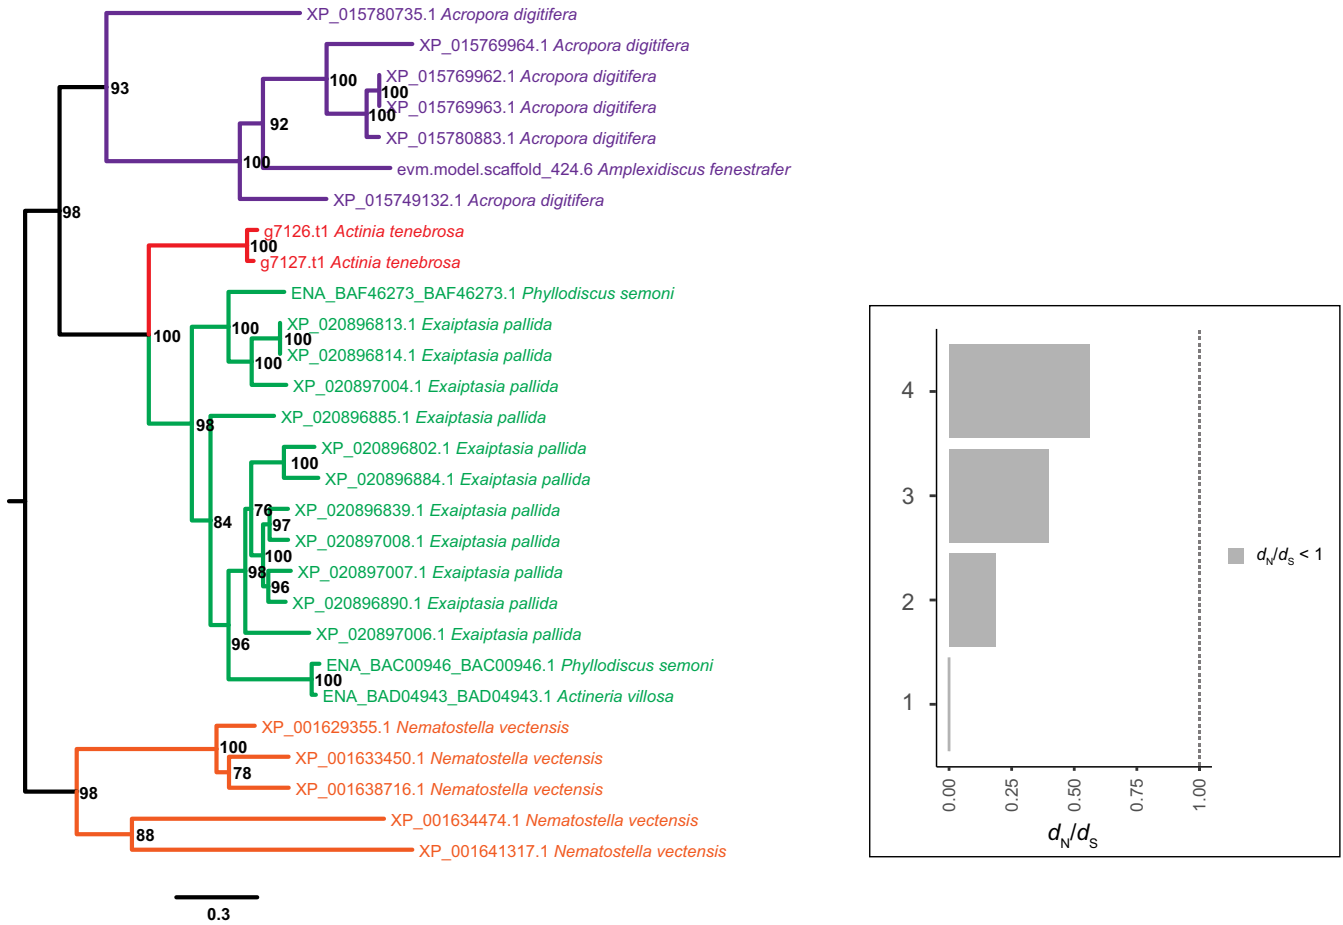 XP_015780735.1 Acropora digitifera
XP_015769964.1 Acropora digitifera
XP_015769962.1 Acropora digitifera
100
100
93
XP_015769963.1 Acropora digitifera
100
92
XP_015780883.1 Acropora digitifera
100
evm.model.scaffold_424.6 Amplexidiscus fenestrafer
XP_015749132.1 Acropora digitifera
98
g7126.t1 Actinia tenebrosa
100
g7127.t1 Actinia tenebrosa
ENA_BAF46273_BAF46273.1 Phyllodiscus semoni
XP_020896813.1 Exaiptasia pallida
100
100
100
XP_020896814.1 Exaiptasia pallida
100
XP_020897004.1 Exaiptasia pallida
XP_020896885.1 Exaiptasia pallida
98
XP_020896802.1 Exaiptasia pallida
100
XP_020896884.1 Exaiptasia pallida
XP_020896839.1 Exaiptasia pallida
76
84
97
XP_020897008.1 Exaiptasia pallida
100
98
XP_020897007.1 Exaiptasia pallida
96
XP_020896890.1 Exaiptasia pallida
XP_020897006.1 Exaiptasia pallida
96
ENA_BAC00946_BAC00946.1 Phyllodiscus semoni
100
ENA_BAD04943_BAD04943.1 Actineria villosa
XP_001629355.1 Nematostella vectensis
100
XP_001633450.1 Nematostella vectensis
78
XP_001638716.1 Nematostella vectensis
98
XP_001634474.1 Nematostella vectensis
88
XP_001641317.1 Nematostella vectensis
0.3
4
3
2
1
0.00
0.25
0.50
0.75
1.00
dN/dS
dN/dS < 1